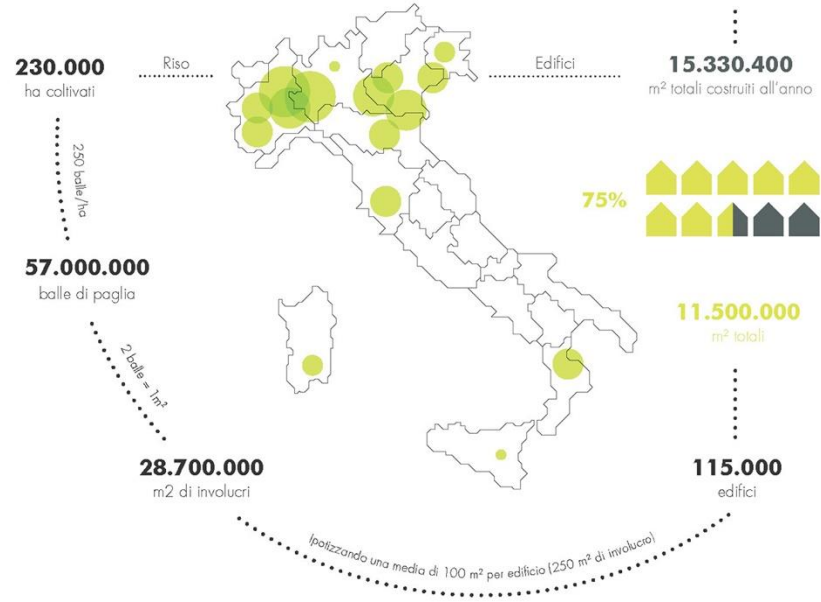 Riso
Edifici
230.000
ha coltivati
15.330.400
m² totali costruiti all'anno
250 balle/ha
75%
57.000.000
balle di paglia
11.500.000
m² totali
2 balle = 1m²
28.700.000
m2 di involucri
115.000
edifici
Ipotizzando una media di 100 m² per edificio (250 m² di involucro)